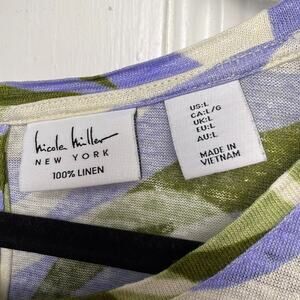 nicole miller
NEW YORK
100% LINEN
US:L
CA:L/G
UK:L
EU:L
AU:L
MADE IN
VIETNAM